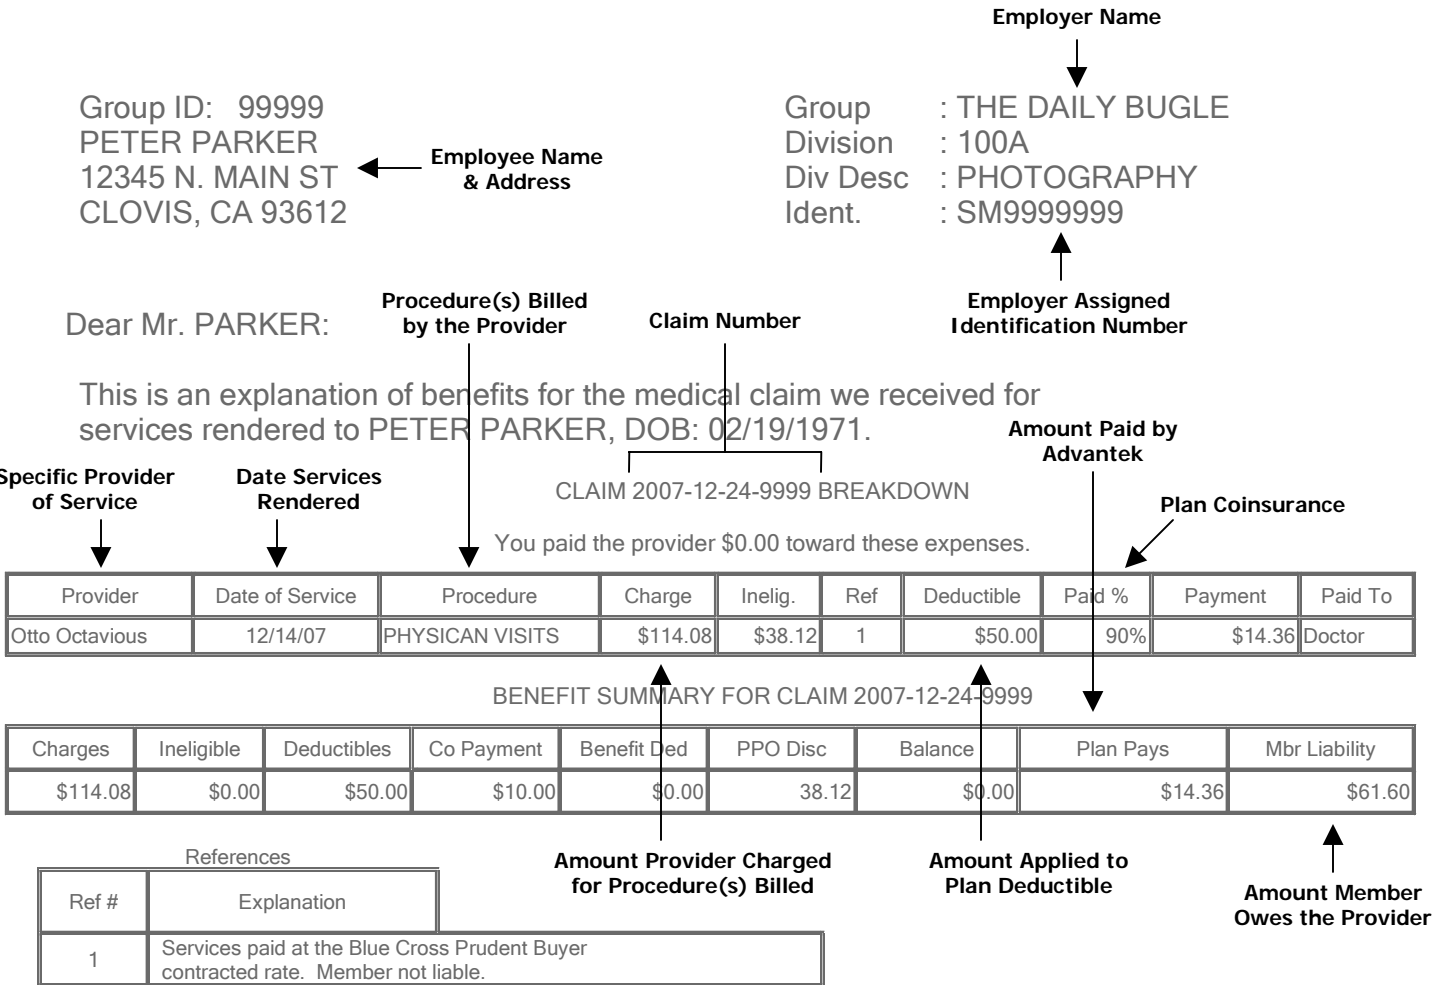 Employer Name
Group ID: 99999
PETER PARKER
12345 N. MAIN ST
CLOVIS, CA 93612
Employee Name
& Address
Group : THE DAILY BUGLE
Division : 100A
Div Desc : PHOTOGRAPHY
Ident. : SM9999999
Employer Assigned
Identification Number
Dear Mr. PARKER:
Procedure(s) Billed
by the Provider
Claim Number
This is an explanation of benefits for the medical claim we received for
services rendered to PETER PARKER, DOB: 02/19/1971.
Amount Paid by
Advantek
Specific Provider
of Service
Date Services
Rendered
CLAIM 2007-12-24-9999 BREAKDOWN
Plan Coinsurance
You paid the provider $0.00 toward these expenses.
Provider Date of Service Procedure Charge Inelig. Ref Deductible Paid % Payment Paid To
Otto Octavious 12/14/07 PHYSICAN VISITS $114.08 $38.12 1 $50.00 90% $14.36 Doctor
BENEFIT SUMMARY FOR CLAIM 2007-12-24-9999
Charges Ineligible Deductibles Co Payment Benefit Ded PPO Disc Balance Plan Pays Mbr Liability
$114.08 $0.00 $50.00 $10.00 $0.00 38.12 $0.00 $14.36 $61.60
References
Amount Provider Charged
for Procedure(s) Billed
Amount Applied to
Plan Deductible
Amount Member
Owes the Provider
Ref # Explanation
1 Services paid at the Blue Cross Prudent Buyer
contracted rate. Member not liable.